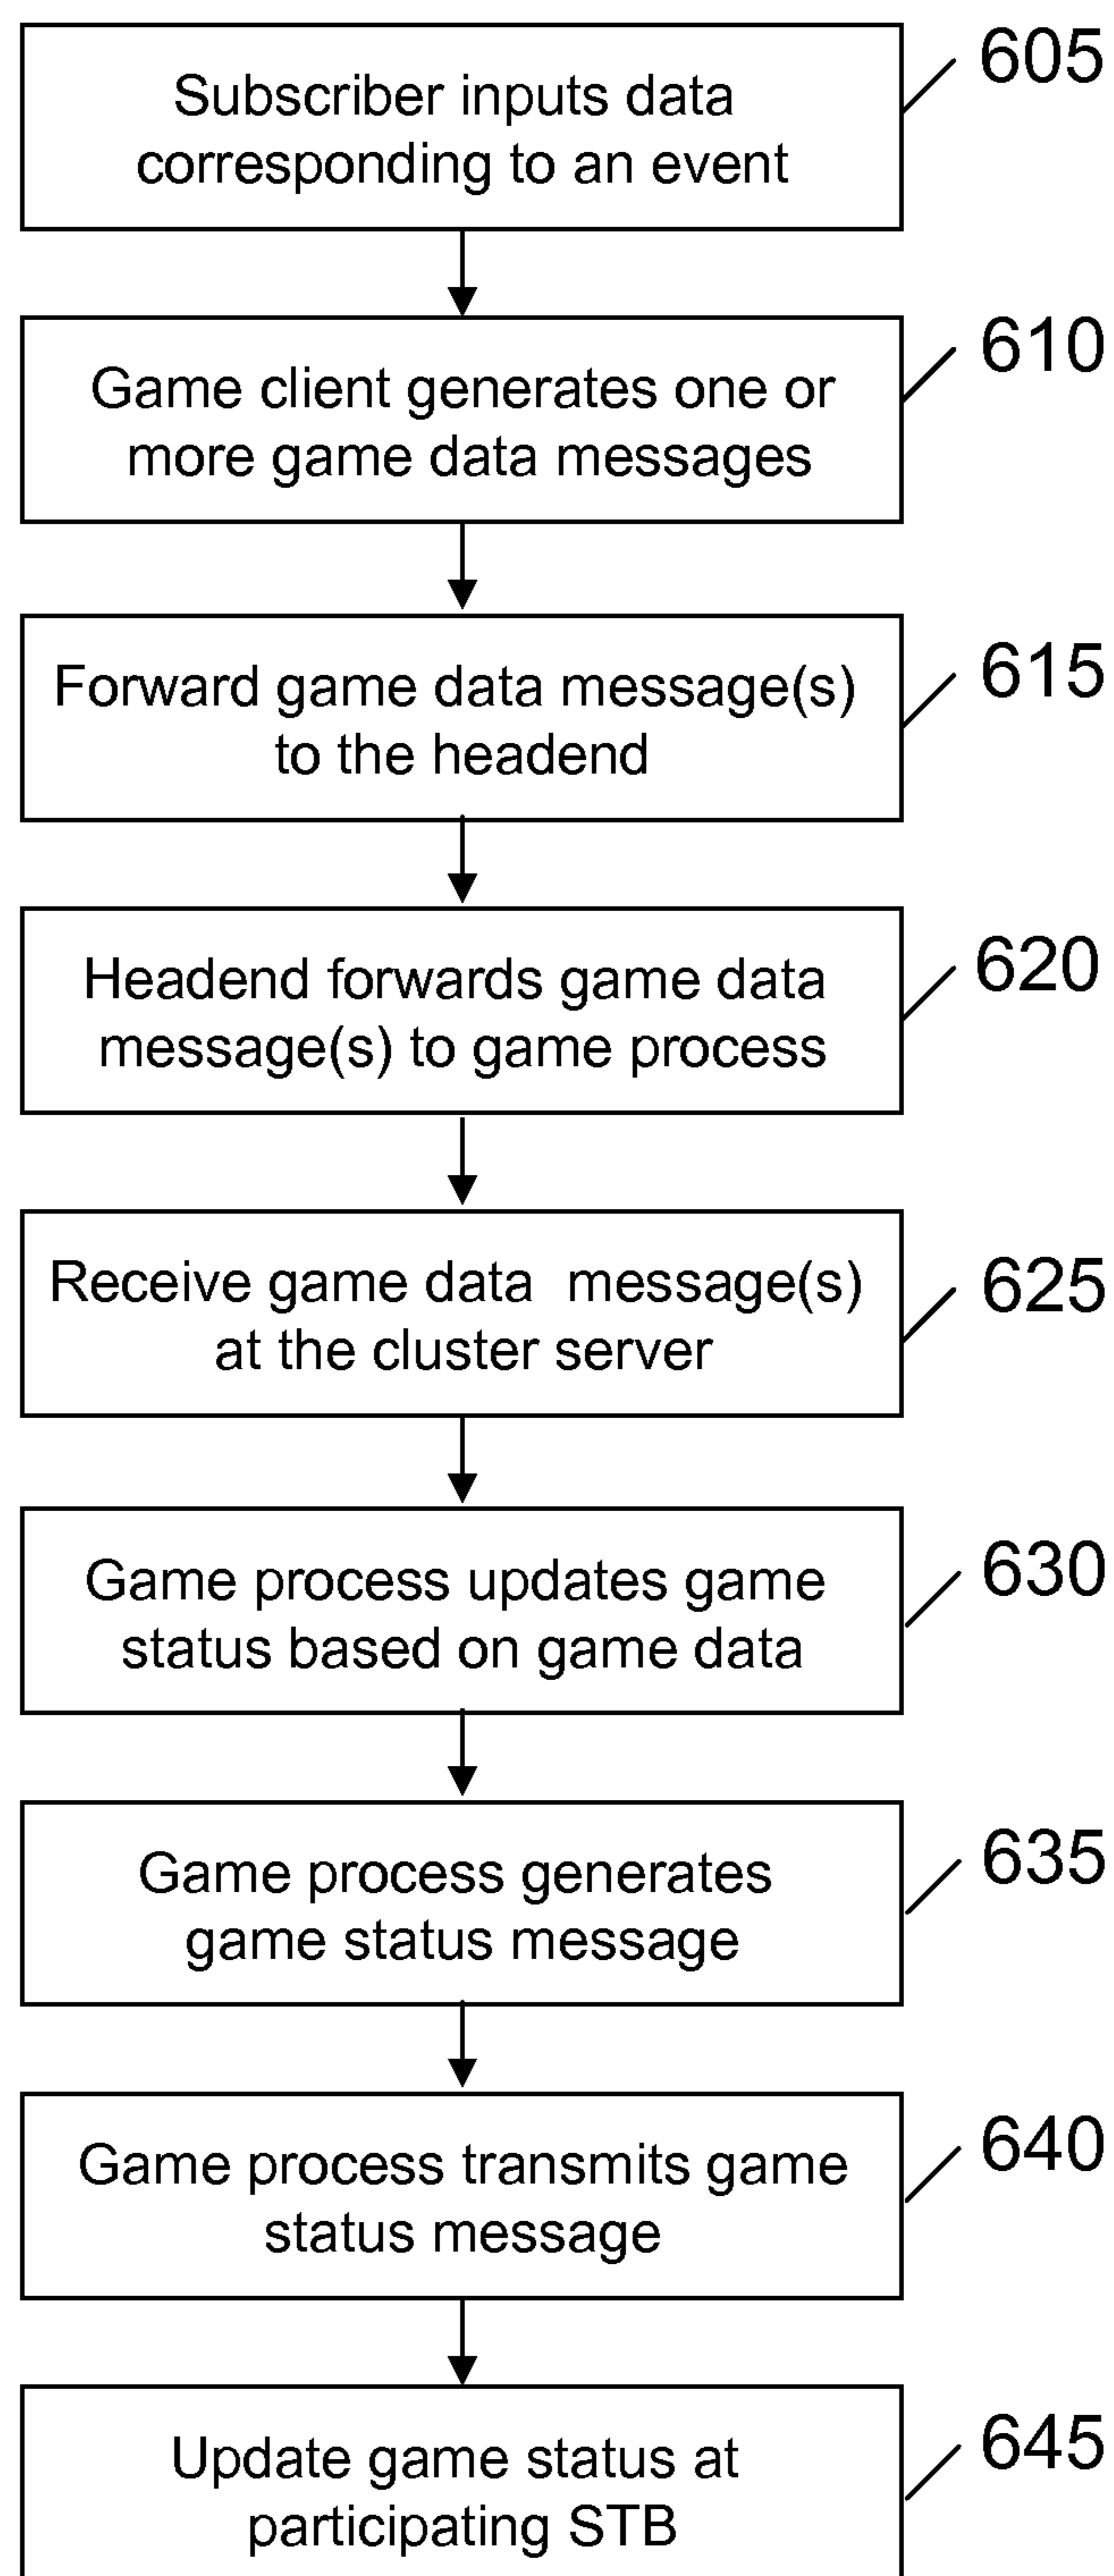 Subscriber inputs data
corresponding to an event
605
Game client generates one or
more game data messages
610
Forward game data message(s)
to the headend
615
Headend forwards game data
message(s) to game process
620
Receive game data message(s)
at the cluster server
625
Game process updates game
status based on game data
630
Game process generates
game status message
635
Game process transmits game
status message
640
Update game status at
participating STB
645